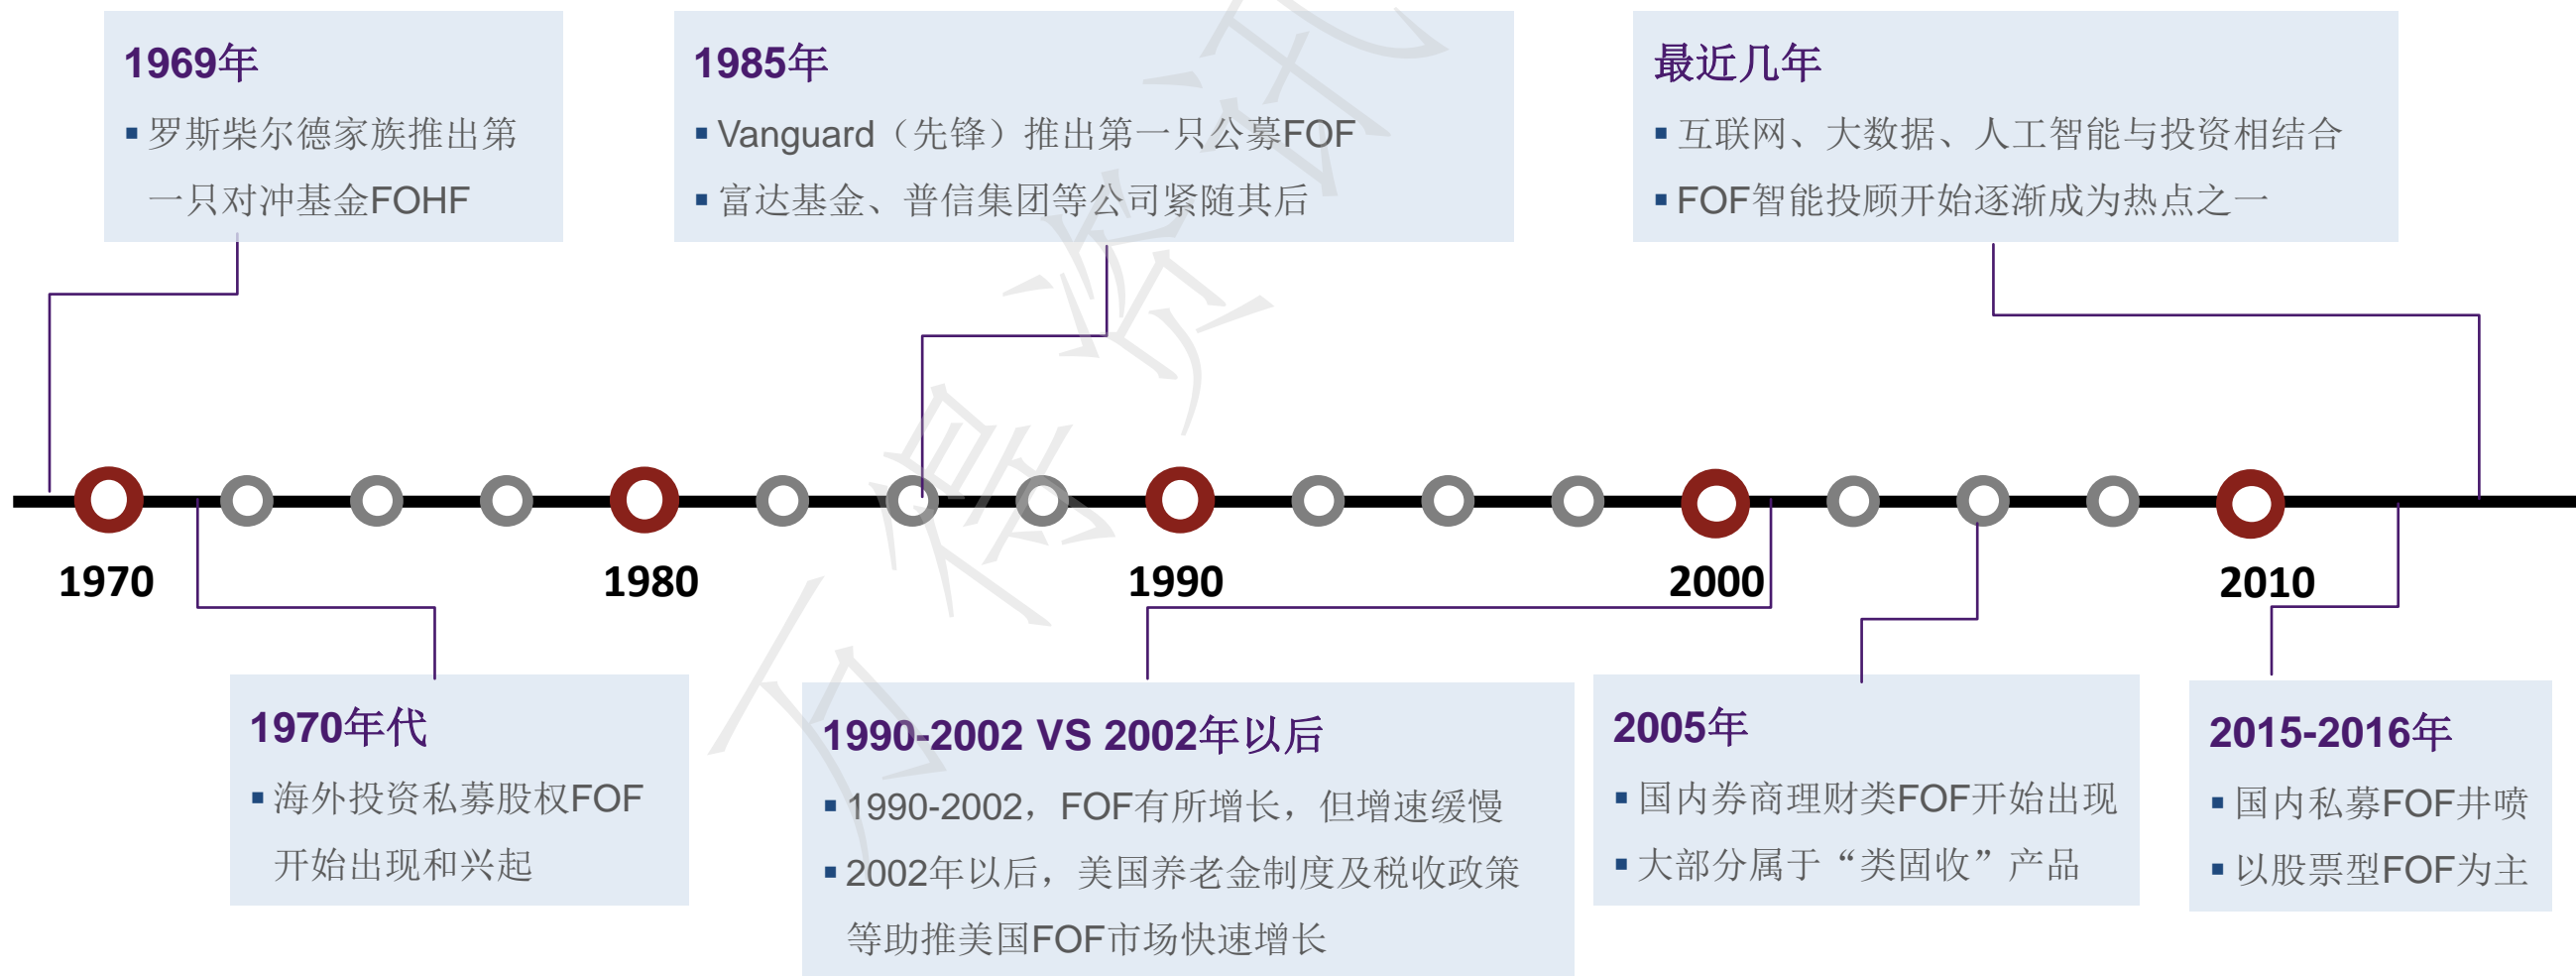 1969年
▪罗斯柴尔德家族推出第
一只对冲基金FOHF
1985年
▪Vanguard（先锋）推出第一只公募FOF
▪富达基金、普信集团等公司紧随其后
最近几年
▪互联网、大数据、人工智能与投资相结合
▪FOF智能投顾开始逐渐成为热点之一
1970
1980
1990
2000
2010
1970年代
▪海外投资私募股权FOF
开始出现和兴起
1990-2002 VS 2002年以后
▪1990-2002，FOF有所增长，但增速缓慢
▪2002年以后，美国养老金制度及税收政策
等助推美国FOF市场快速增长
2005年
▪国内券商理财类FOF开始出现
▪大部分属于“类固收”产品
2015-2016年
▪国内私募FOF井喷
▪以股票型FOF为主
万得资讯